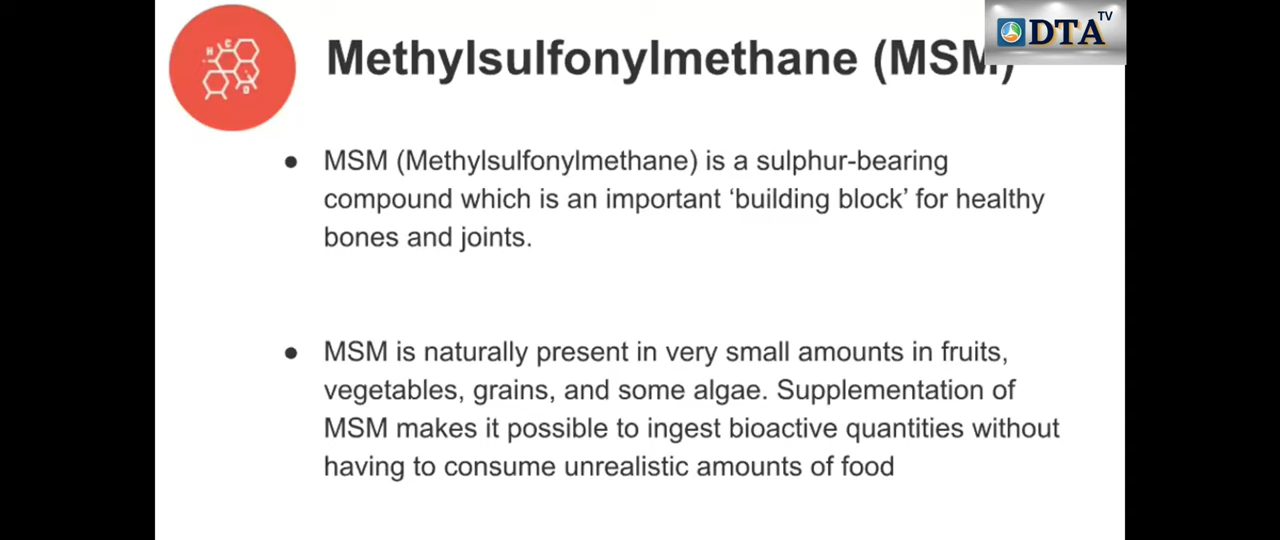 DTA TV
Methylsulfonylmethane (MSM)
● MSM (Methylsulfonylmethane) is a sulphur-bearing
compound which is an important ‘building block’ for healthy
bones and joints.
● MSM is naturally present in very small amounts in fruits,
vegetables, grains, and some algae. Supplementation of
MSM makes it possible to ingest bioactive quantities without
having to consume unrealistic amounts of food